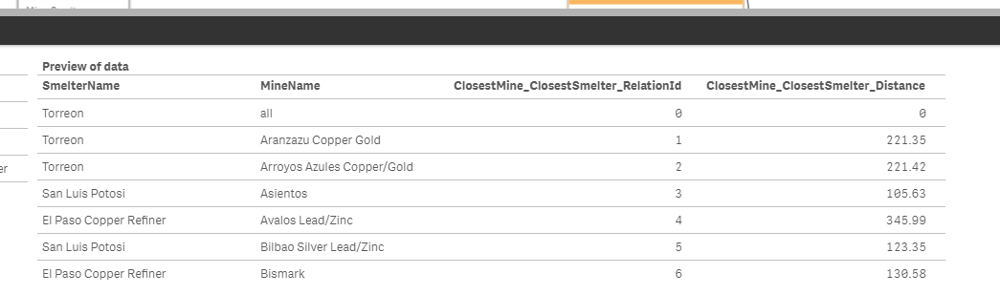 Preview of data
SmelterName MineName ClosestMine_ClosestSmelter_RelationId ClosestMine_ClosestSmelter_Distance
Torreon all 0 0
Torreon Aranzazu Copper Gold 1 221.35
Torreon Arroyos Azules Copper/Gold 2 221.42
er San Luis Potosi Asientos 3 105.63
El Paso Copper Refiner Avalos Lead/Zinc 4 345.99
San Luis Potosi Bilbao Silver Lead/Zinc 5 123.35
El Paso Copper Refiner Bismark 6 130.58